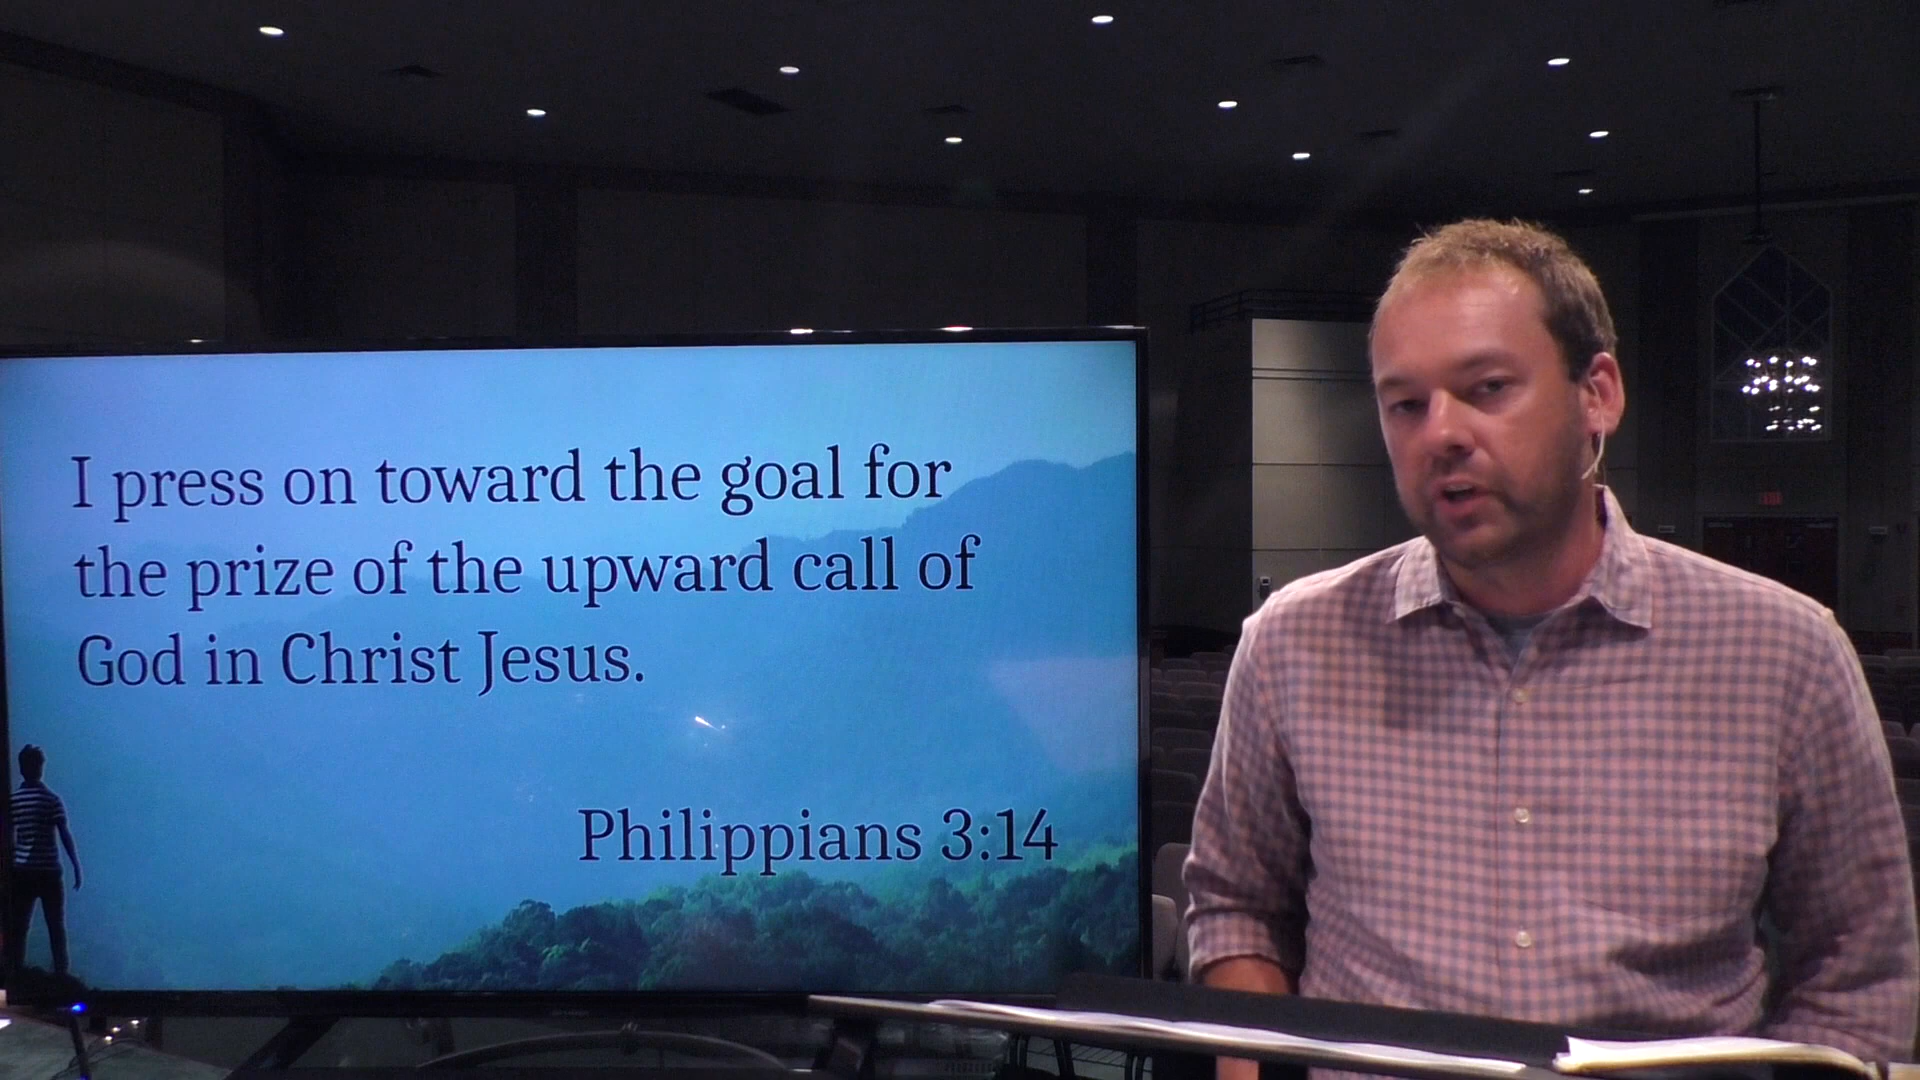 I press on toward the goal for
the prize of the upward call of
God in Christ Jesus.
Philippians 3:14